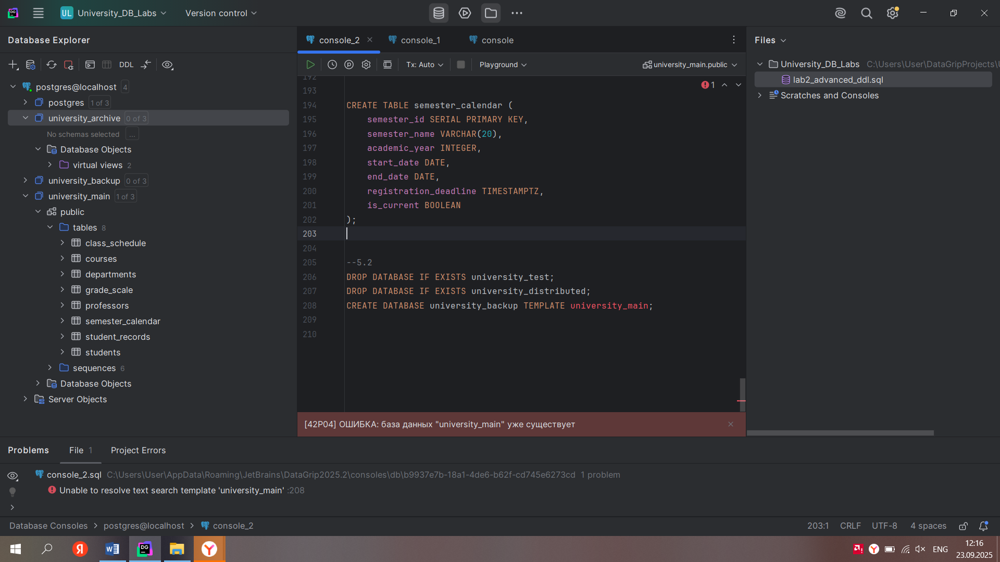 UL University_DB_Labs
Version control
Database Explorer
DDL
postgres@localhost 4
postgres 1 of 3
university_archive 0 of 3
No schemas selected ...
Database Objects
virtual views 2
university_backup 0 of 3
university_main 1 of 3
public
tables 8
class_schedule
courses
departments
grade_scale
professors
semester_calendar
student_records
students
sequences 6
Database Objects
Server Objects
console_2
console_1
console
Tx: Auto
Playground
university_main.public
1
192
193
194 CREATE TABLE semester_calendar (
195 semester_id SERIAL PRIMARY KEY,
196 semester_name VARCHAR(20),
197 academic_year INTEGER,
198 start_date DATE,
199 end_date DATE,
200 registration_deadline TIMESTAMPTZ,
201 is_current BOOLEAN
202 );
203
204
205 --5.2
206 DROP DATABASE IF EXISTS university_test;
207 DROP DATABASE IF EXISTS university_distributed;
208 CREATE DATABASE university_backup TEMPLATE university_main;
209
210
[42P04] ОШИБКА: база данных "university_main" уже существует
Files
University_DB_Labs C:\Users\User\DataGripProjects\
lab2_advanced_ddl.sql
Scratches and Consoles
Problems
File 1
Project Errors
console_2.sql C:\Users\User\AppData\Roaming\JetBrains\DataGrip2025.2\consoles\db\b9937e7b-18a1-4de6-b62f-cd745e6273cd 1 problem
Unable to resolve text search template 'university_main' :208
Database Consoles > postgres@localhost > console_2
203:1 CRLF UTF-8 4 spaces
ENG
12:16
23.09.2025